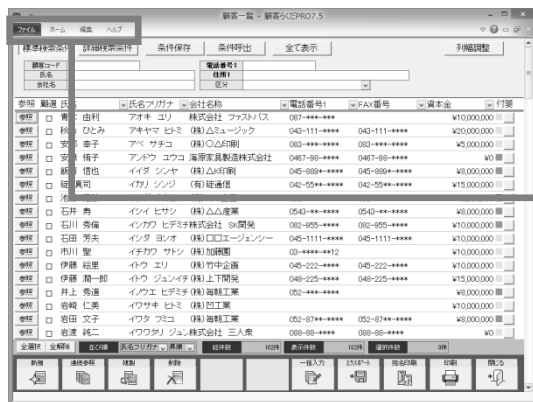 顧客一覧 - 顧客らくだPRO7.5
ファイル ホーム 編集 ヘルプ
標準検索条件 詳細検索条件 条件保存 条件呼出 全て表示 列幅調整
顧客コード 電話番号1
氏名 住所1
会社名 区分
参照 顧選 氏名 氏名フリガナ 会社名称 電話番号1 FAX番号 資本金 付箋
参照 由利 アオキ ユリ 株式会社 ファストパス 087-***-*** ¥10,000,000
参照 ひとみ アキヤマ ヒトミ (株)△ミュージック 043-111-**** 043-111-**** ¥20,000,000
参照 幸子 アベ サチコ (株)○△印刷 083-***-**** 083-***-**** ¥5,000,000
参照 侑子 アンドウ ユウコ 海原家具製造株式会社 0467-98-**** 0467-98-**** ¥0
参照 飯 信也 イイダ シンヤ (株)△K印刷 045-889-**** 045-889-**** ¥8,000,000
参照 碇 真司 イカリ シンジ (有)碇通信 042-55**-**** 042-55**-**** ¥15,000,000
参照
参照 石井 寿 イシイ ヒサシ (株)△△産業 0543-**-**** 0543-**-**** ¥8,000,000
参照 石川 秀倫 イシカワ ヒデミチ 株式会社 SK開発 082-955-**** 082-955-**** ¥10,000,000
参照 石田 芳夫 イシダ ヨシオ (株)□□エージェンシー 045-1111-**** 045-1111-**** ¥10,000,000
参照 市川 聖 イチカワ サトシ (株)加藤園 03-****-**12 ¥10,000,000
参照 伊藤 絵里 イトウ エリ (株)竹中企画 045-222-**** 045-222-**** ¥10,000,000
参照 伊藤 潤一郎 イトウ ジュンイチ (株)上下開発 048-225-**** 048-225-**** ¥15,000,000
参照 井上 秀道 イノウエ ヒデミチ (株)海朝工業 052-***-**** ¥8,000,000
参照 岩崎 仁美 イワサキ ヒトミ (株)凹工業 ¥10,000,000
参照 岩田 文子 イワタ フミコ (株)海朝工業 052-87**-**** 052-87**-**** ¥8,000,000
参照 岩渡 純二 イワワタリ ジュン 株式会社 三人衆 088-88-**** 088-88-**** ¥0
全選択 全解除 並び順 氏名フリガナ 昇順 総件数 182件 表示件数 182件 選択件数 0件
新規 連続参照 複製 削除 一括入力 エクスポート 宛名印刷 印刷 閉じる